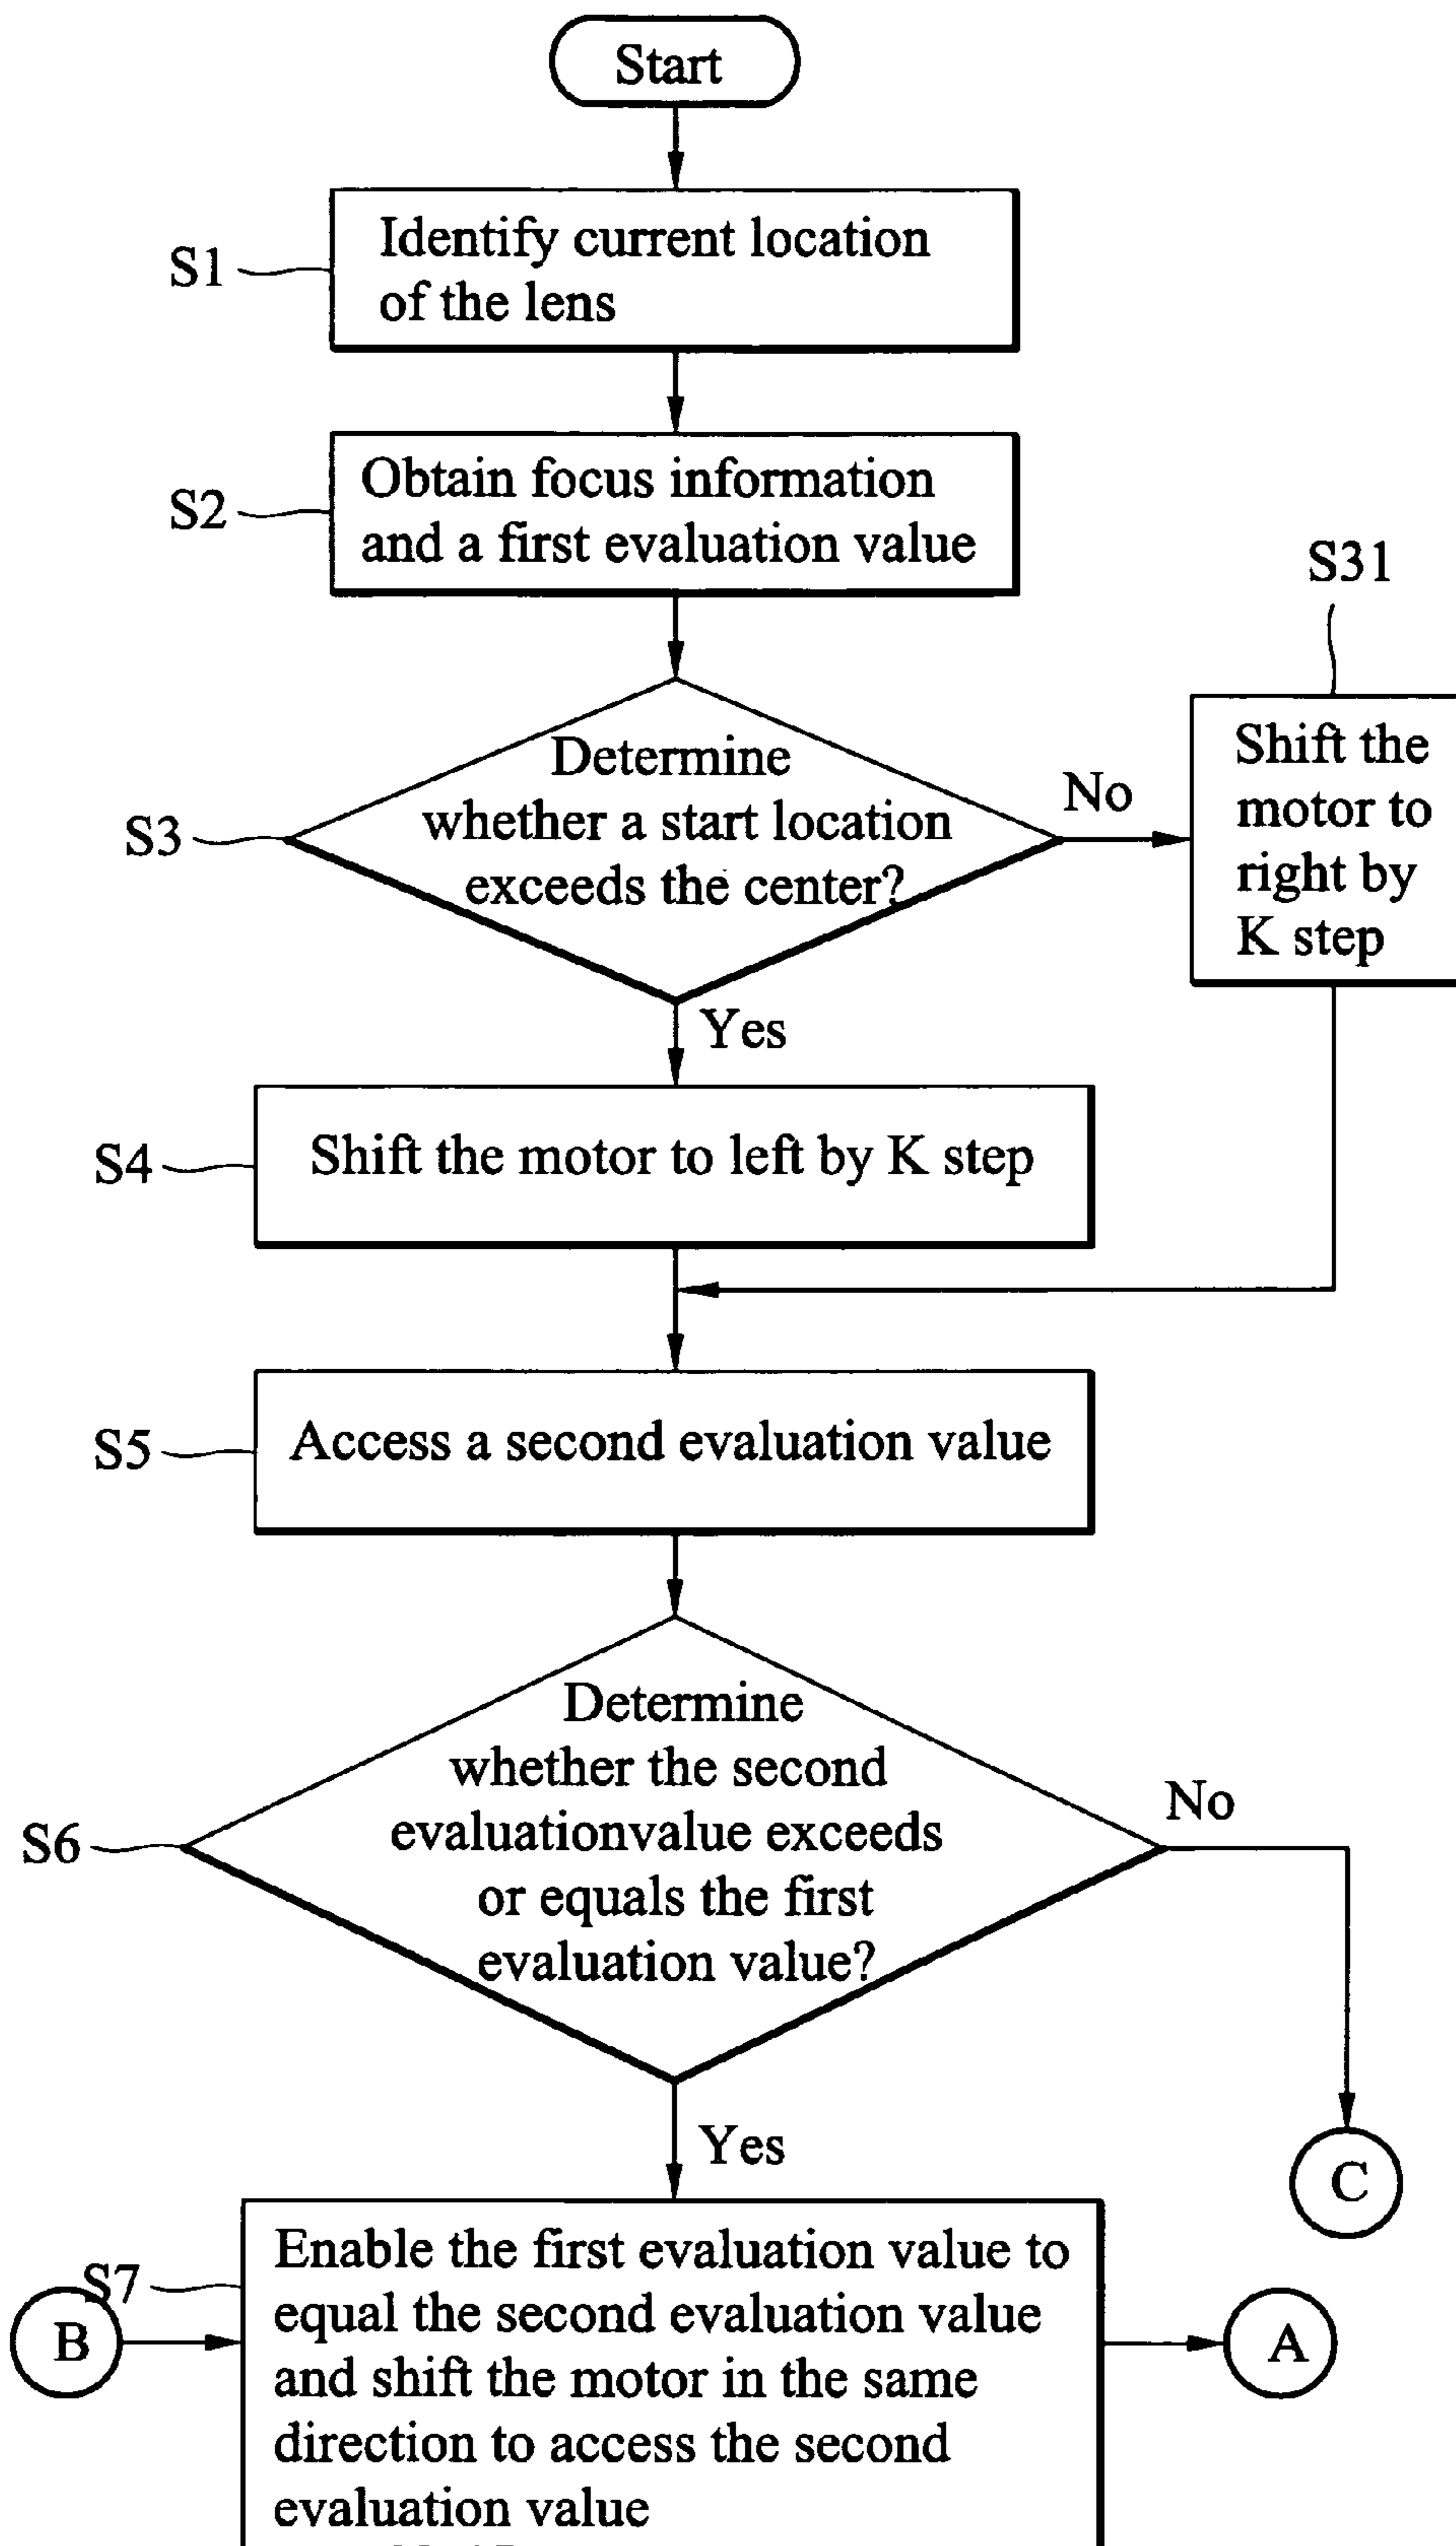 Start
S1
Identify current location
of the lens
S2
Obtain focus information
and a first evaluation value
S3
Determine
whether a start location
exceeds the center?
No
S31
Shift the
motor to
right by
K step
Yes
S4
Shift the motor to left by K step
S5
Access a second evaluation value
S6
Determine
whether the second
evaluationvalue exceeds
or equals the first
evaluation value?
No
C
Yes
S7
B
Enable the first evaluation value to
equal the second evaluation value
and shift the motor in the same
direction to access the second
evaluation value
A